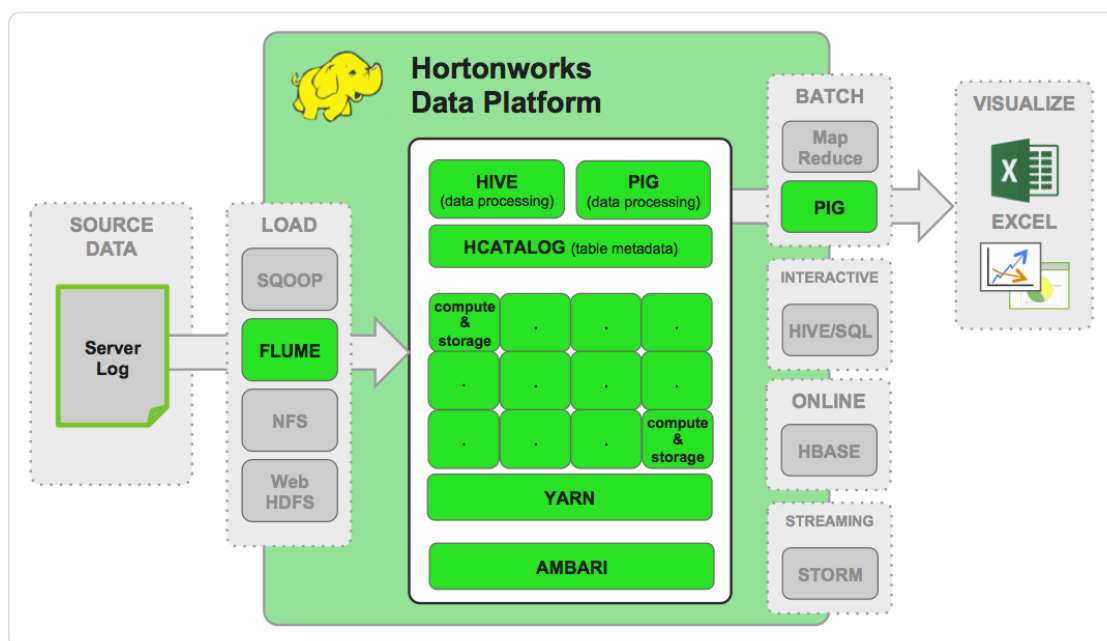 Hortonworks
Data Platform
SOURCE
DATA
Server
Log
LOAD
SQOOP
FLUME
NFS
Web
HDFS
HIVE
(data processing)
PIG
(data processing)
HCATALOG (table metadata)
compute
&
storage
. . .
. . . .
. . .
compute
&
storage
YARN
AMBARI
BATCH
Map
Reduce
PIG
INTERACTIVE
HIVE/SQL
ONLINE
HBASE
STREAMING
STORM
VISUALIZE
X
EXCEL